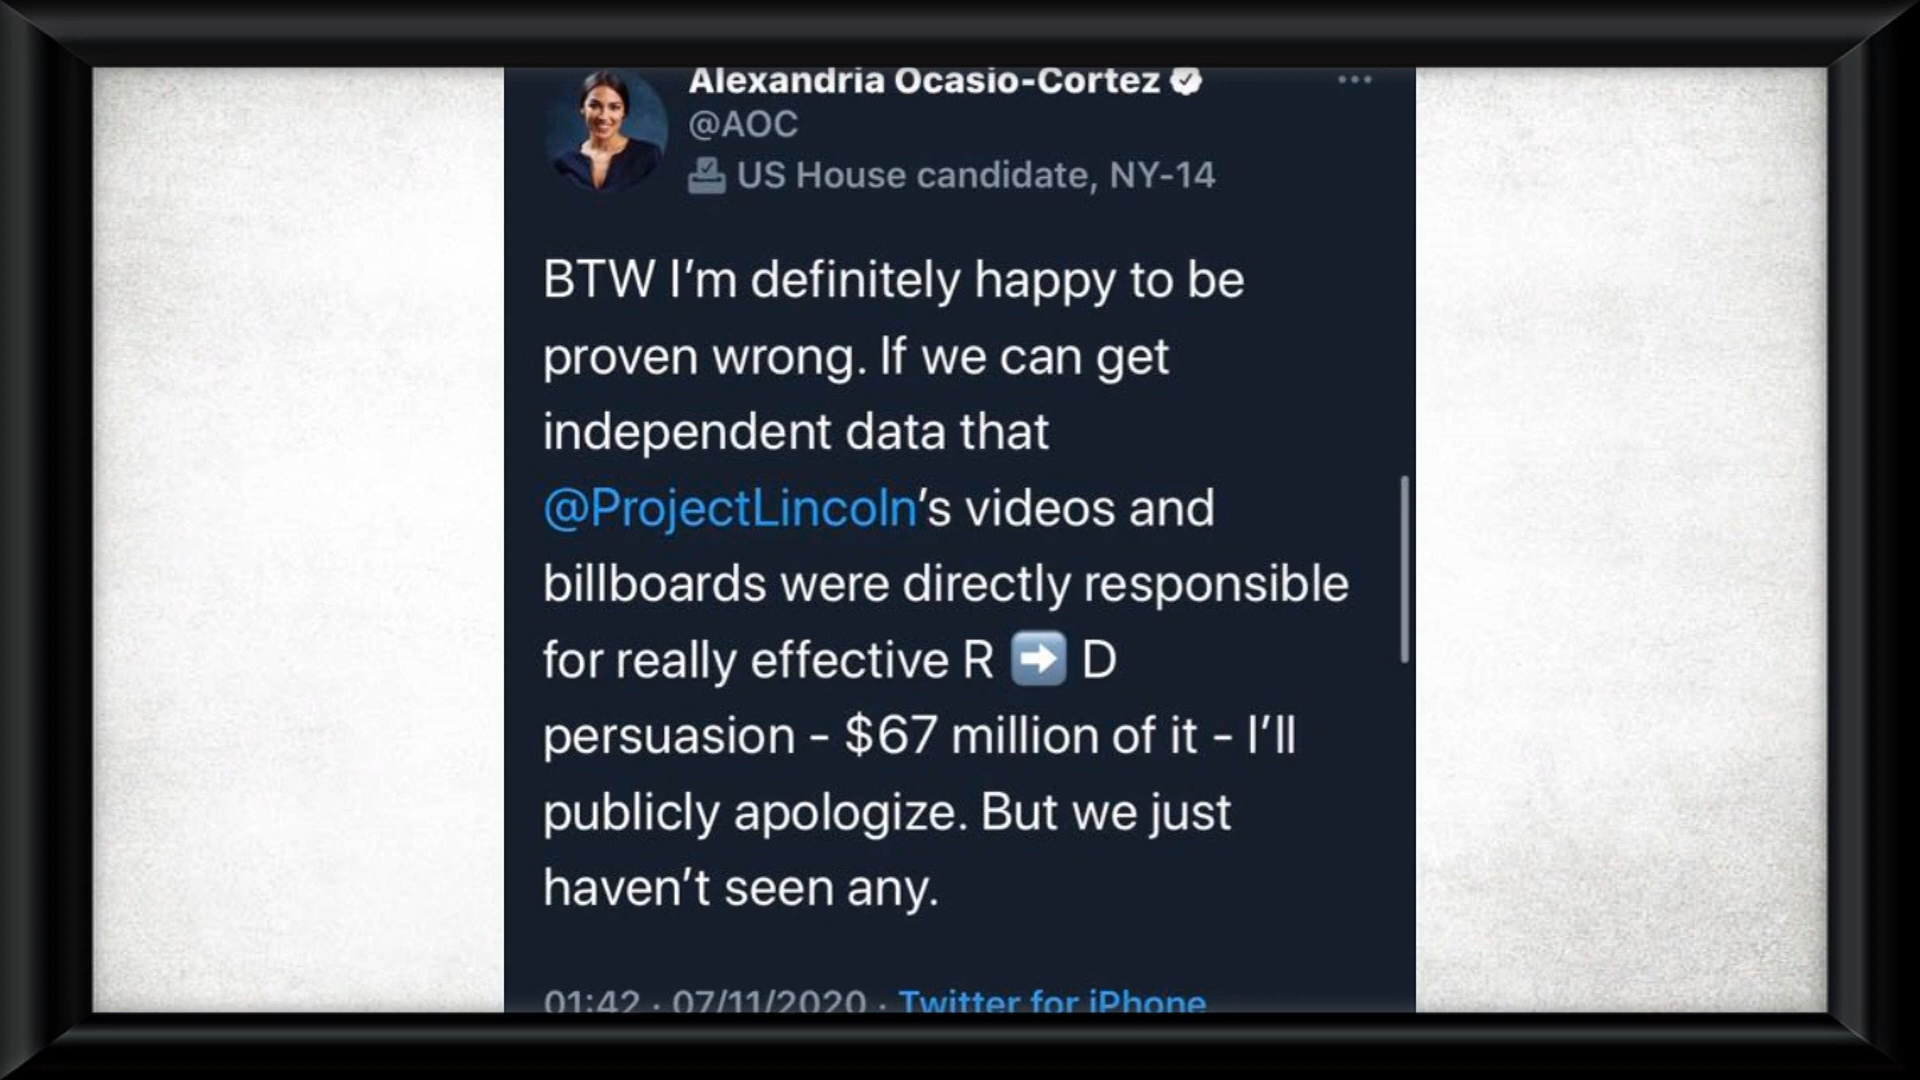 Alexandria Ocasio-Cortez
@AOC
US House candidate, NY-14
BTW I’m definitely happy to be
proven wrong. If we can get
independent data that
@ProjectLincoln’s videos and
billboards were directly responsible
for really effective R ➡️ D
persuasion - $67 million of it - I’ll
publicly apologize. But we just
haven’t seen any.
01:42 · 07/11/2020 · Twitter for iPhone